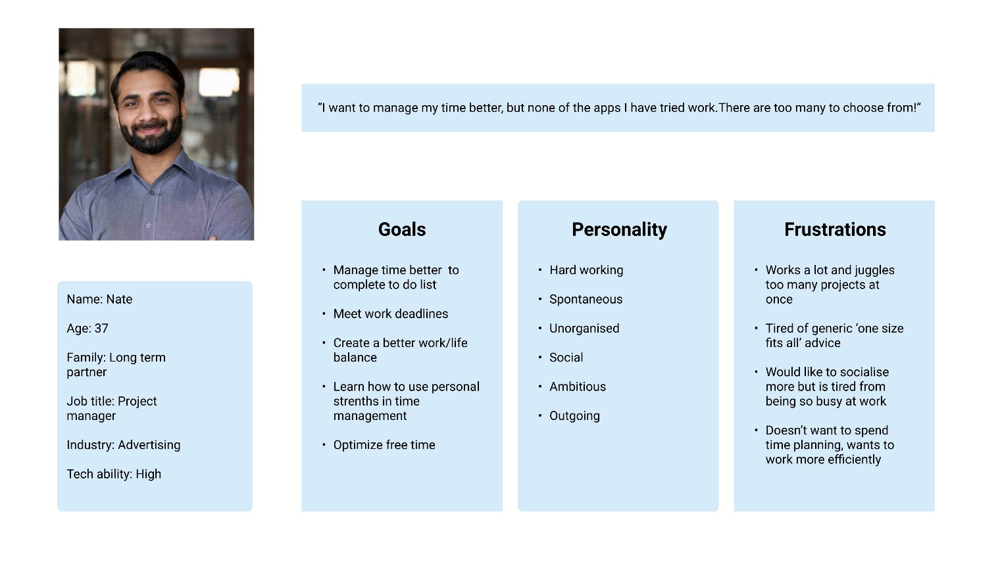 “I want to manage my time better, but none of the apps I have tried work.There are too many to choose from!”
Name: Nate
Age: 37
Family: Long term
partner
Job title: Project
manager
Industry: Advertising
Tech ability: High
Goals
• Manage time better  to
complete to do list
• Meet work deadlines
• Create a better work/life
balance
• Learn how to use personal
strenths in time
management
• Optimize free time
Personality
• Hard working
• Spontaneous
• Unorganised
• Social
• Ambitious
• Outgoing
Frustrations
• Works a lot and juggles
too many projects at
once
• Tired of generic ‘one size
fits all’ advice
• Would like to socialise
more but is tired from
being so busy at work
• Doesn’t want to spend
time planning, wants to
work more efficiently